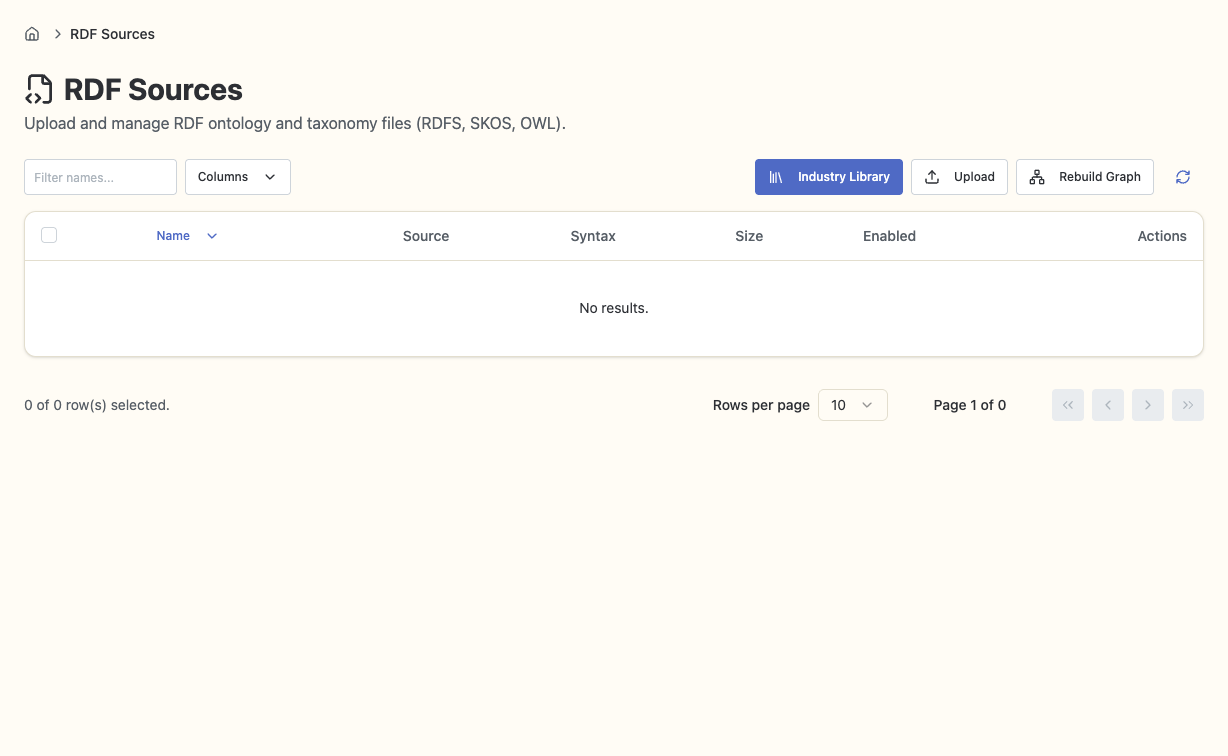 RDF Sources
RDF Sources
Upload and manage RDF ontology and taxonomy files (RDFS, SKOS, OWL).
Filter names... Columns Industry Library Upload Rebuild Graph
Name Source Syntax Size Enabled Actions
No results.
0 of 0 row(s) selected. Rows per page 10 Page 1 of 0